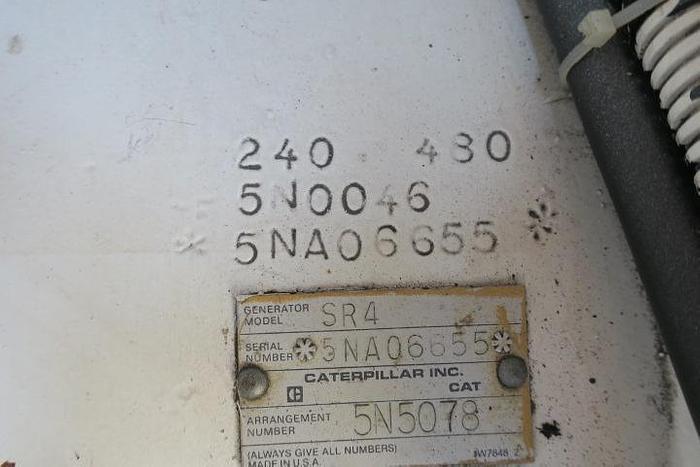 240 480
5N0046
*5NA06655*
GENERATOR MODEL SR4
SERIAL NUMBER *5NA06655*
CATERPILLAR INC.
CAT
ARRANGEMENT NUMBER 5N5078
(ALWAYS GIVE ALL NUMBERS)
MADE IN U.S.A.